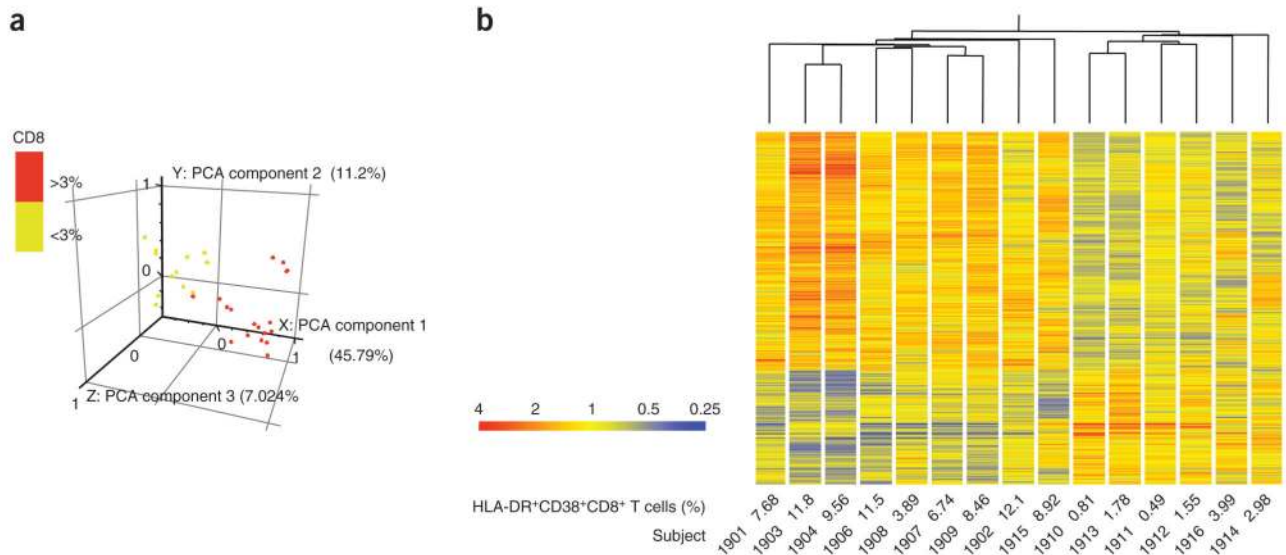 a
CD8
>3%
<3%
Y: PCA component 2 (11.2%)
1
0
X: PCA component 1
(45.79%)
0
0
1
Z: PCA component 3 (7.024%
1
b
4 2 1 0.5 0.25
HLA-DR+CD38+CD8+ T cells (%)
7.68 11.8 9.56 11.5 3.89 6.74 8.46 12.1 8.92 0.81 1.78 0.49 1.55 3.99 2.98
Subject
1901 1903 1904 1906 1908 1907 1909 1902 1915 1910 1913 1911 1912 1916 1914